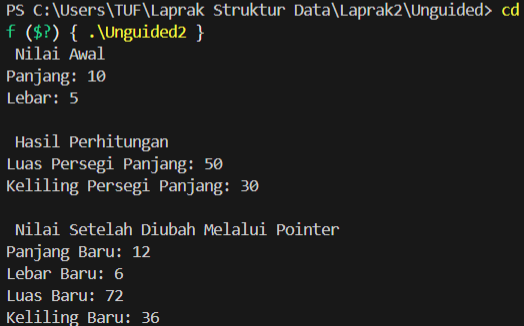 PS C:\Users\TUF\Laprak Struktur Data\Laprak2\Unguided> cd
f ($?) { .\Unguided2 }
Nilai Awal
Panjang: 10
Lebar: 5
Hasil Perhitungan
Luas Persegi Panjang: 50
Keliling Persegi Panjang: 30
Nilai Setelah Diubah Melalui Pointer
Panjang Baru: 12
Lebar Baru: 6
Luas Baru: 72
Keliling Baru: 36